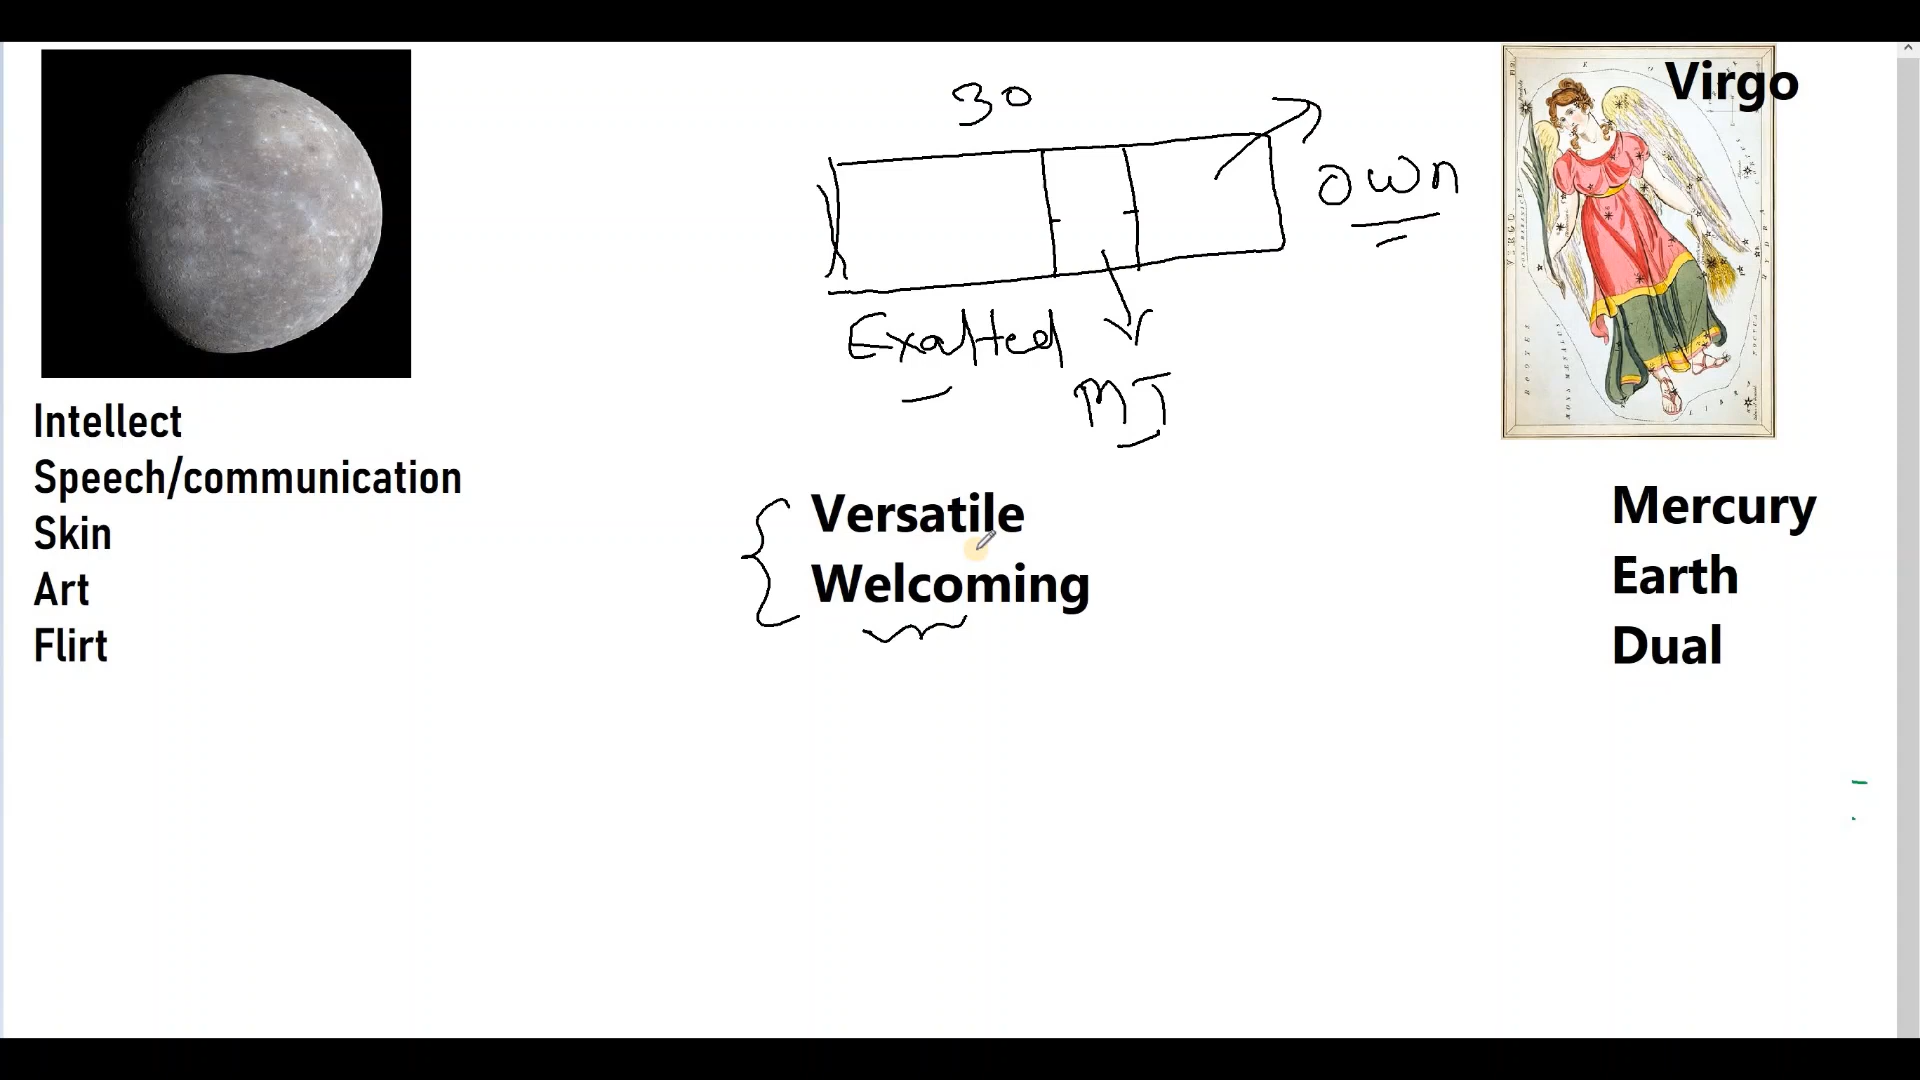 Virgo
30
own
Exalted
MT
Intellect
Speech/communication
Skin
Art
Flirt
Versatile
Welcoming
Mercury
Earth
Dual